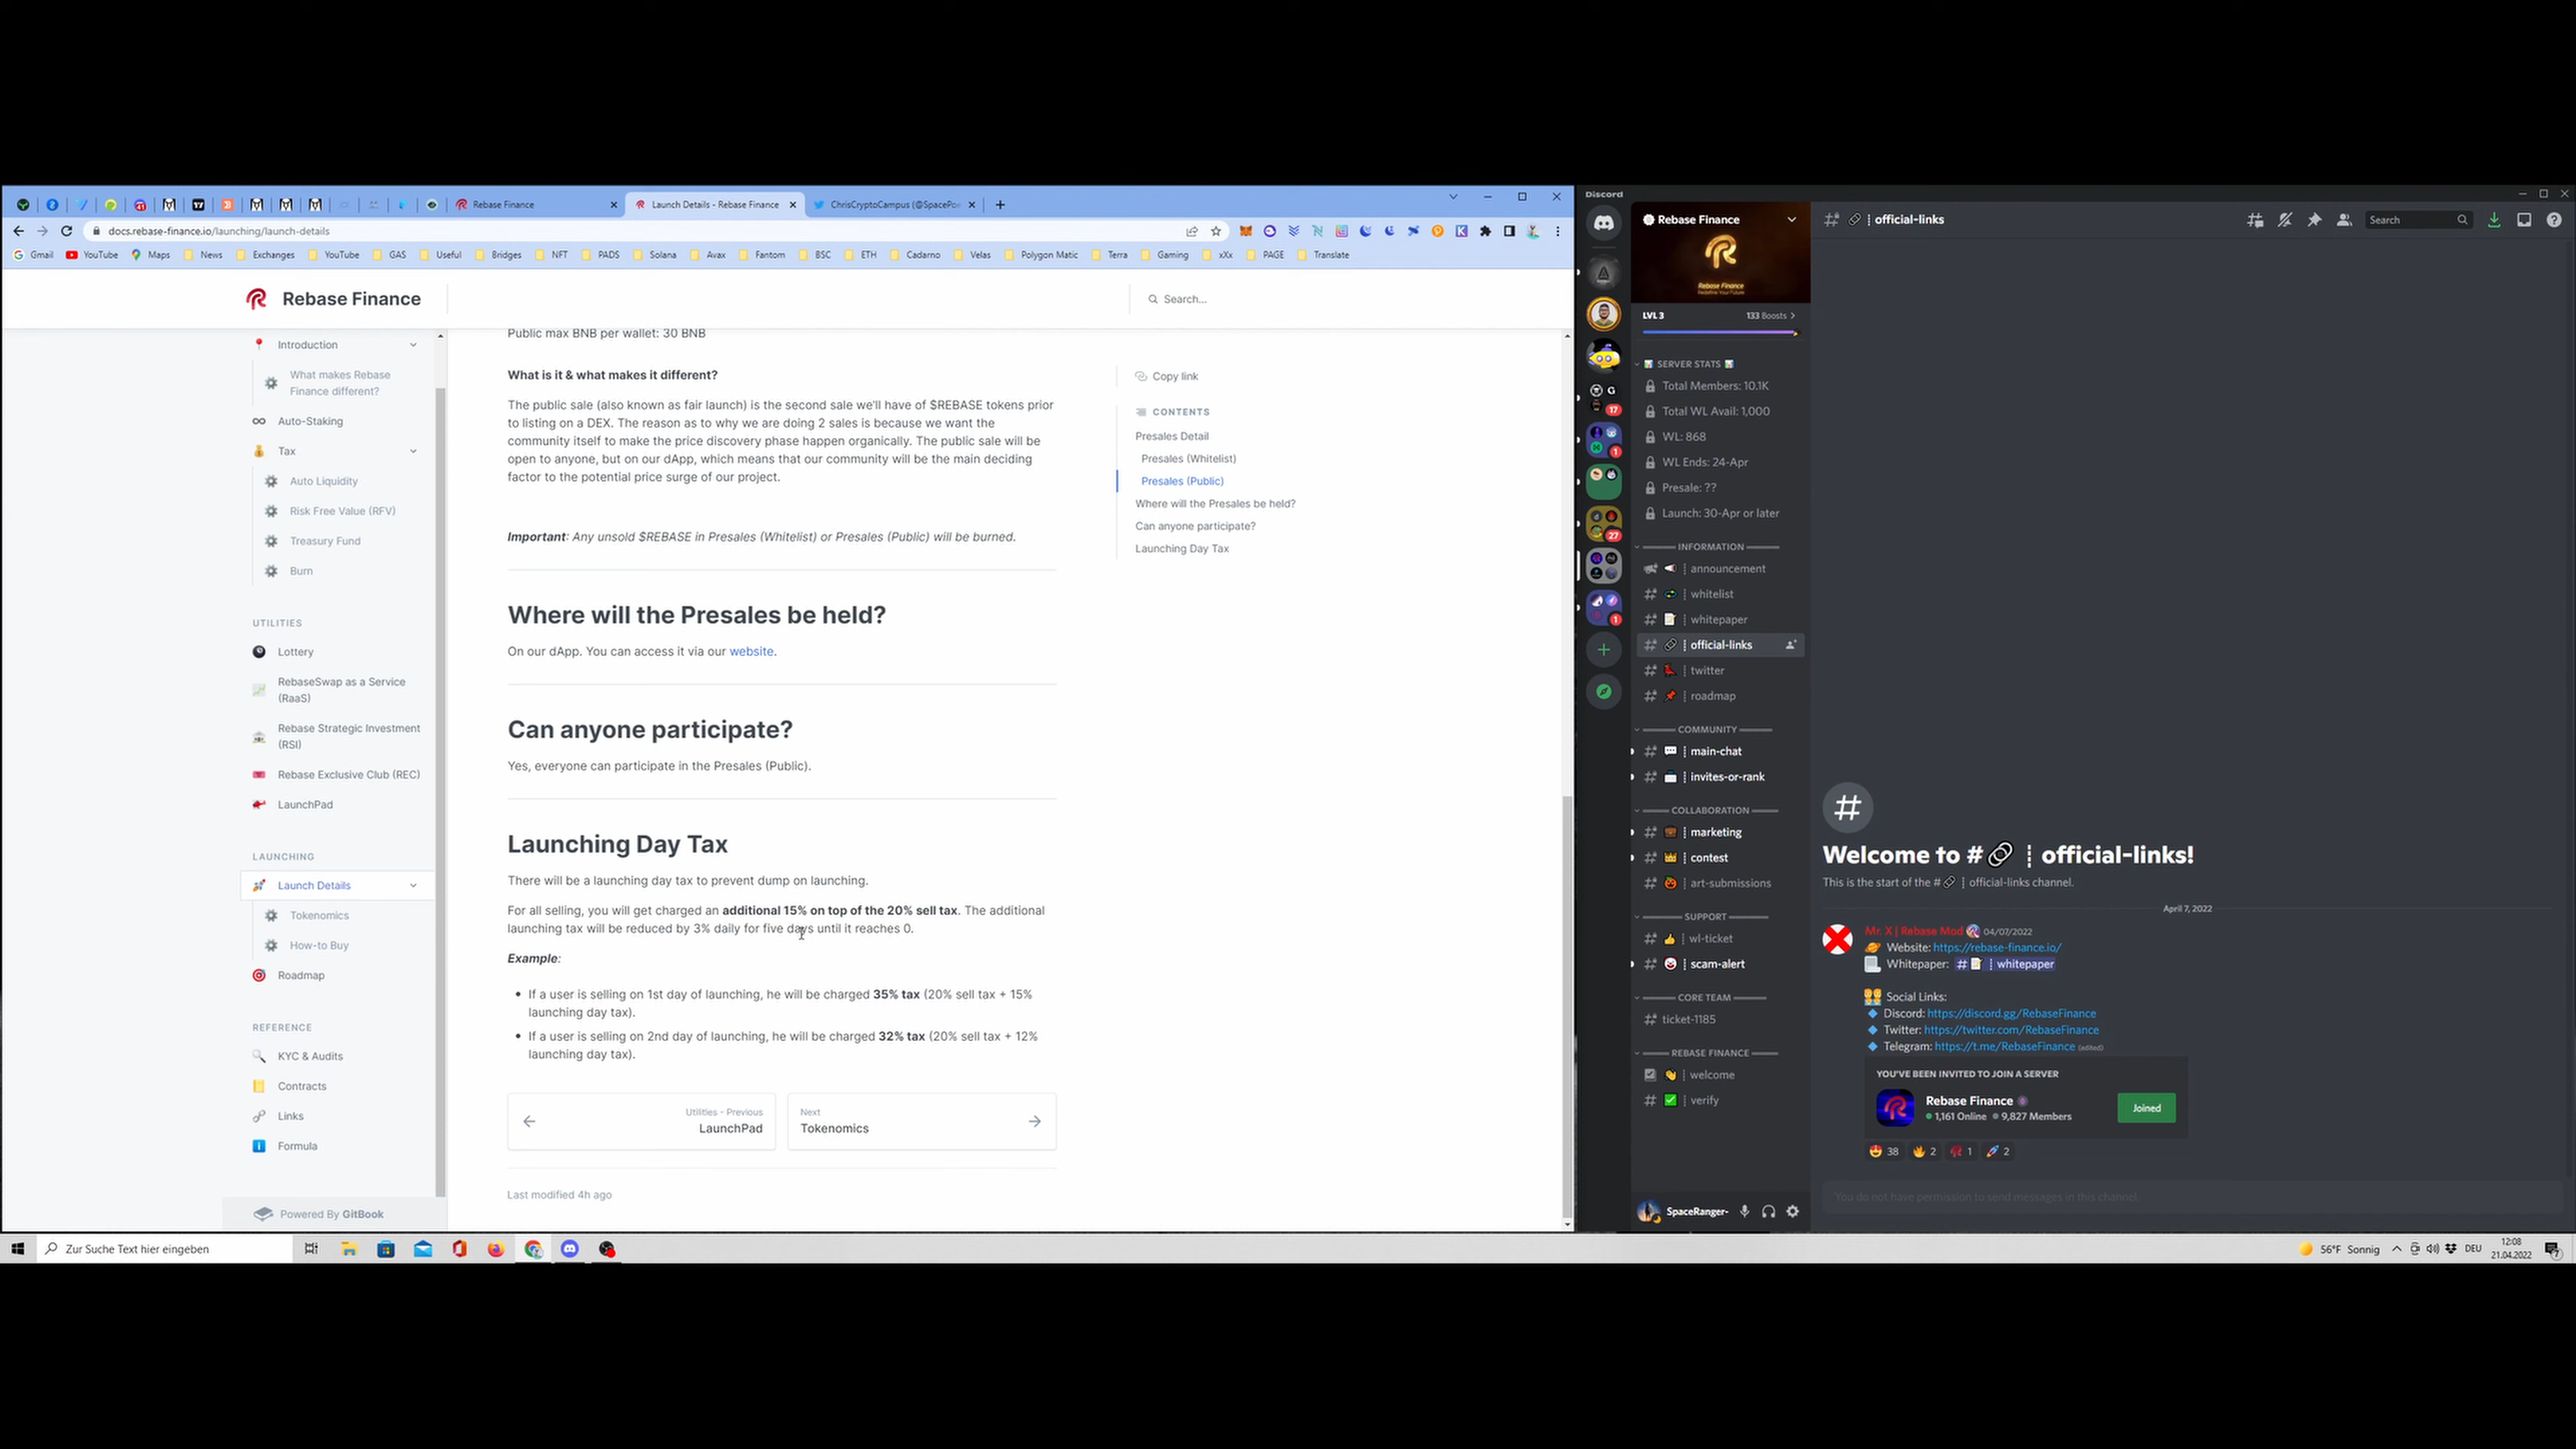 Rebase Finance
Launch Details - Rebase Finance
ChrisCryptoCampus (@SpacePo
docs.rebase-finance.io/launching/launch-details
Gmail YouTube Maps News Exchanges YouTube GAS Useful Bridges NFT PADS Solana Avax Fantom BSC ETH Cadarno Velas Polygon Matic Terra Gaming xXx PAGE Translate
Rebase Finance
Search...
Introduction
What makes Rebase
Finance different?
Auto-Staking
Tax
Auto Liquidity
Risk Free Value (RFV)
Treasury Fund
Burn
UTILITIES
Lottery
RebaseSwap as a Service
(RaaS)
Rebase Strategic Investment
(RSI)
Rebase Exclusive Club (REC)
LaunchPad
LAUNCHING
Launch Details
Tokenomics
How-to Buy
Roadmap
REFERENCE
KYC & Audits
Contracts
Links
Formula
Powered By GitBook
Public max BNB per wallet: 30 BNB
What is it & what makes it different?
The public sale (also known as fair launch) is the second sale we'll have of $REBASE tokens prior
to listing on a DEX. The reason as to why we are doing 2 sales is because we want the
community itself to make the price discovery phase happen organically. The public sale will be
open to anyone, but on our dApp, which means that our community will be the main deciding
factor to the potential price surge of our project.
Important: Any unsold $REBASE in Presales (Whitelist) or Presales (Public) will be burned.
Where will the Presales be held?
On our dApp. You can access it via our website.
Can anyone participate?
Yes, everyone can participate in the Presales (Public).
Launching Day Tax
There will be a launching day tax to prevent dump on launching.
For all selling, you will get charged an additional 15% on top of the 20% sell tax. The additional
launching tax will be reduced by 3% daily for five days until it reaches 0.
Example:
• If a user is selling on 1st day of launching, he will be charged 35% tax (20% sell tax + 15%
launching day tax).
• If a user is selling on 2nd day of launching, he will be charged 32% tax (20% sell tax + 12%
launching day tax).
Utilities - Previous
LaunchPad
Next
Tokenomics
Last modified 4h ago
Copy link
CONTENTS
Presales Detail
Presales (Whitelist)
Presales (Public)
Where will the Presales be held?
Can anyone participate?
Launching Day Tax
Discord
Rebase Finance
Rebase Finance
LVL 3
133 Boosts
SERVER STATS
Total Members: 10.1K
Total WL Avail: 1,000
WL: 868
WL Ends: 24-Apr
Presale: ??
Launch: 30-Apr or later
INFORMATION
announcement
whitelist
whitepaper
official-links
twitter
roadmap
COMMUNITY
main-chat
invites-or-rank
COLLABORATION
marketing
contest
art-submissions
SUPPORT
wl-ticket
scam-alert
CORE TEAM
ticket-1185
REBASE FINANCE
welcome
verify
SpaceRanger-
G
17
1
27
1
official-links
Search
Welcome to # official-links!
This is the start of the # official-links channel.
April 7, 2022
Mr. X | Rebase Mod 04/07/2022
Website: https://rebase-finance.io/
Whitepaper: # whitepaper
Social Links:
Discord: https://discord.gg/RebaseFinance
Twitter: https://twitter.com/RebaseFinance
Telegram: https://t.me/RebaseFinance (edited)
YOU'VE BEEN INVITED TO JOIN A SERVER
Rebase Finance
1,161 Online 9,827 Members
Joined
38 2 1 2
You do not have permission to send messages in this channel.
Zur Suche Text hier eingeben
56°F Sonnig
DEU
12:08
21.04.2022